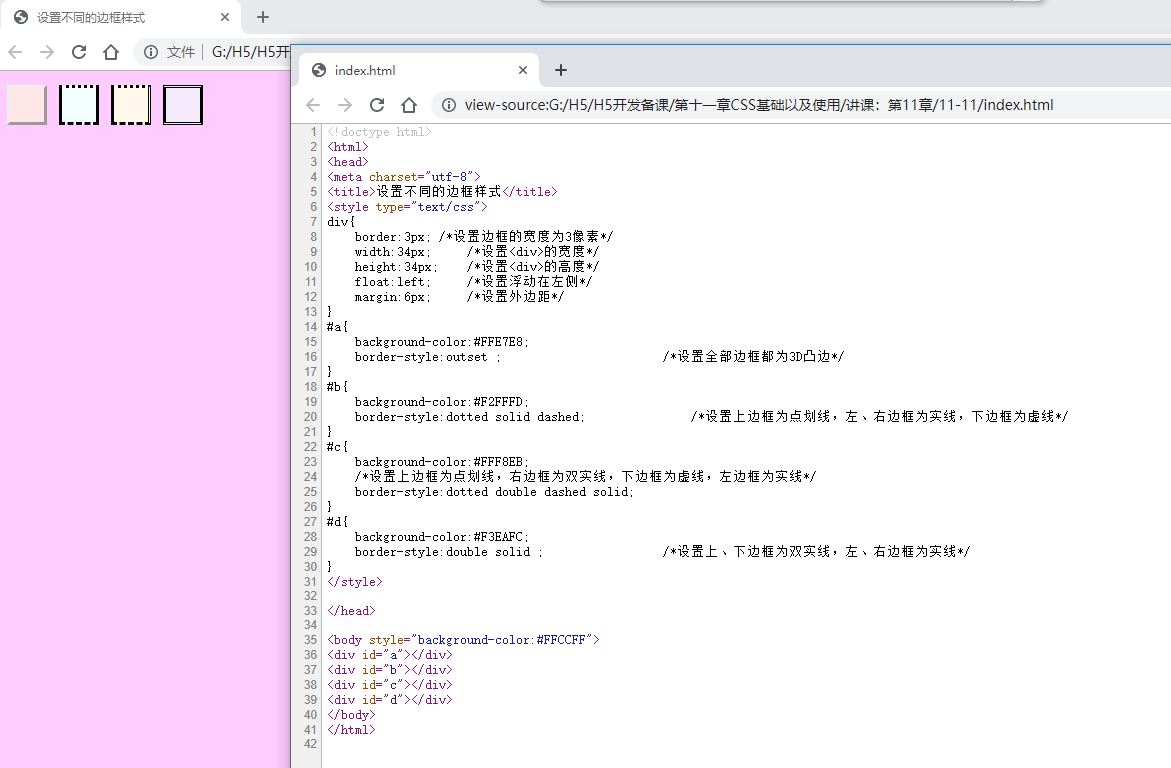 设置不同的边框样式
文件 G:/H5/H5开
index.html
view-source:G:/H5/H5开发备课/第十一章CSS基础以及使用/讲课：第11章/11-11/index.html
1 <!doctype html>
2 <html>
3 <head>
4 <meta charset="utf-8">
5 <title>设置不同的边框样式</title>
6 <style type="text/css">
7 div{
8 border:3px; /*设置边框的宽度为3像素*/
9 width:34px; /*设置<div>的宽度*/
10 height:34px; /*设置<div>的高度*/
11 float:left; /*设置浮动在左侧*/
12 margin:6px; /*设置外边距*/
13 }
14 #a{
15 background-color:#FFE7E8;
16 border-style:outset ; /*设置全部边框都为3D凸边*/
17 }
18 #b{
19 background-color:#F2FFFD;
20 border-style:dotted solid dashed; /*设置上边框为点划线，左、右边框为实线，下边框为虚线*/
21 }
22 #c{
23 background-color:#FFF8EB;
24 /*设置上边框为点划线，右边框为双实线，下边框为虚线，左边框为实线*/
25 border-style:dotted double dashed solid;
26 }
27 #d{
28 background-color:#F3EAFC;
29 border-style:double solid ; /*设置上、下边框为双实线，左、右边框为实线*/
30 }
31 </style>
32
33 </head>
34
35 <body style="background-color:#FFCCFF">
36 <div id="a"></div>
37 <div id="b"></div>
38 <div id="c"></div>
39 <div id="d"></div>
40 </body>
41 </html>
42